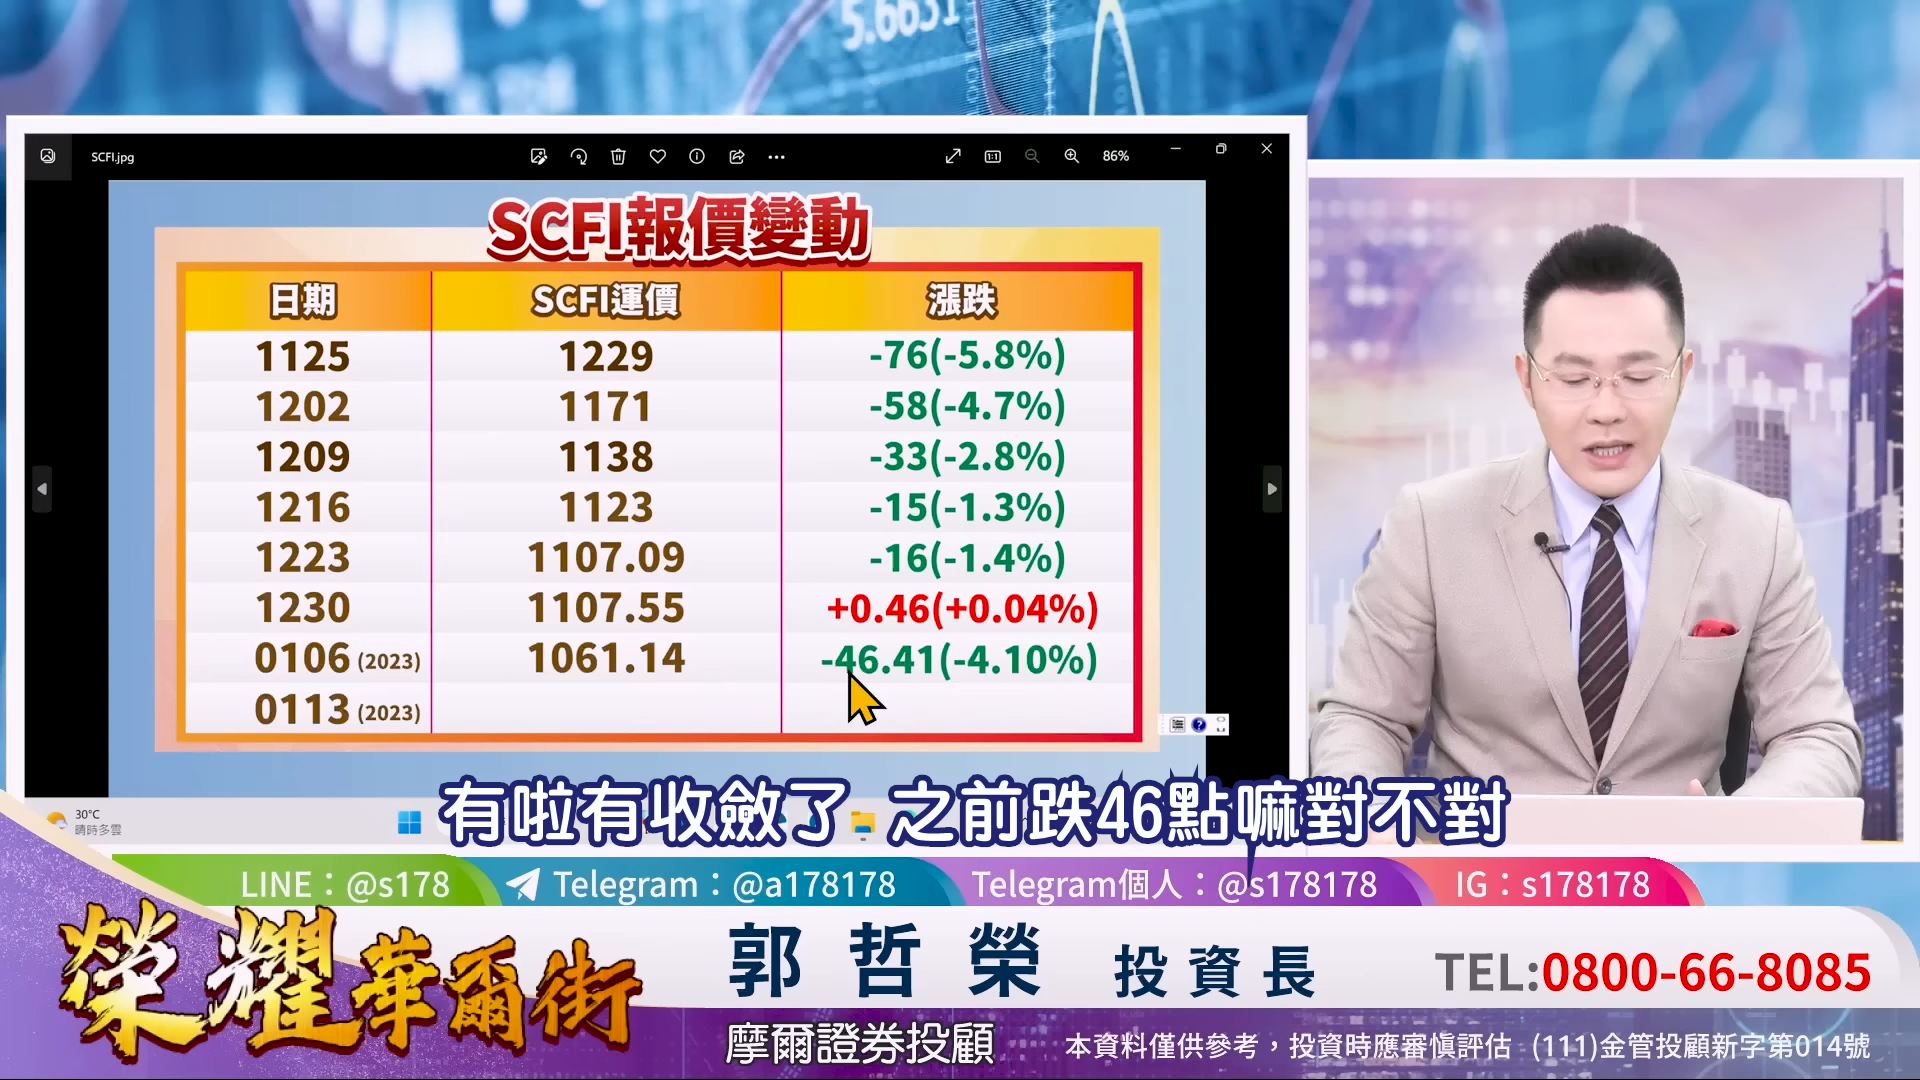 5.6631
SCFI.jpg
1:1
86%
SCFI報價變動
日期 SCFI運價 漲跌
1125 1229 -76(-5.8%)
1202 1171 -58(-4.7%)
1209 1138 -33(-2.8%)
1216 1123 -15(-1.3%)
1223 1107.09 -16(-1.4%)
1230 1107.55 +0.46(+0.04%)
0106 (2023) 1061.14 -46.41(-4.10%)
0113 (2023)
30°C
晴時多雲
有啦有收斂了 之前跌46點嘛對不對
LINE：@s178 Telegram：@a178178 Telegram個人：@s178178 IG：s178178
榮耀華爾街
郭哲榮 投資長 TEL:0800-66-8085
摩爾證券投顧 本資料僅供參考，投資時應審慎評估 (111)金管投顧新字第014號